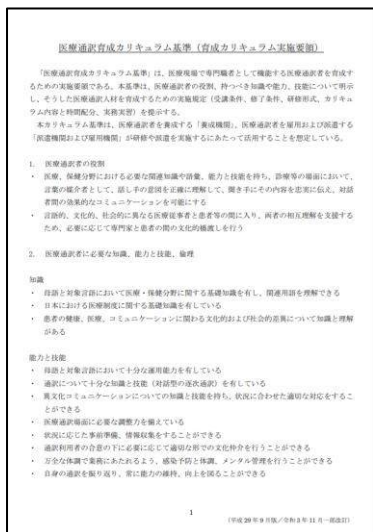 医療通訳育成カリキュラム基準（育成カリキュラム実施要領）
「医療通訳育成カリキュラム基準」は、医療現場で専門職者として機能する医療通訳者を育成す
るための実施要領である。本基準は、医療通訳者の役割、持つべき知識や能力、技能について明示
し、そうした医療通訳人材を育成するための実施規定（受講条件、修了条件、研修形式、カリキュ
ラム内容と時間配分、実務実習）を提示する。
本カリキュラム基準は、医療通訳者を養成する「養成機関」、医療通訳者を雇用および派遣する
「派遣機関および雇用機関」が研修や派遣を実施するにあたって活用することを想定している。
1. 医療通訳者の役割
・ 医療、保健分野における必要な関連知識や語彙、能力と技能を持ち、診療等の場面において、
言葉の媒介者として、話し手の意図を正確に理解して、聞き手にその内容を忠実に伝え、対話
者間の効果的なコミュニケーションを可能にする
・ 言語的、文化的、社会的に異なる医療従事者と患者等の間に入り、両者の相互理解を支援する
ため、必要に応じて専門家と患者の間の文化的橋渡しを行う
2. 医療通訳者に必要な知識、能力と技能、倫理
知識
・ 母語と対象言語において医療・保健分野に関する基礎知識を有し、関連用語を理解できる
・ 日本における医療制度に関する基礎知識を有している
・ 患者の健康、医療、コミュニケーションに関わる文化的および社会的差異について知識と理解
がある
能力と技能
・ 母語と対象言語において十分な運用能力を有している
・ 通訳について十分な知識と技能（対話型の逐次通訳）を有している
・ 異文化コミュニケーションについての知識と技能を持ち、状況に合わせた適切な対応をするこ
とができる
・ 医療通訳場面に必要な調整力を備えている
・ 状況に応じた事前準備、情報収集をすることができる
・ 通訳利用者の合意の下に必要に応じて適切な形での文化仲介を行うことができる
・ 万全な体調で業務にあたれるよう、感染予防と体調、メンタル管理を行うことができる
・ 自身の通訳を振り返り、常に能力の維持、向上を図ることができる
1
（平成 29 年 9 月版／令和 5 年 11 月一部改訂）